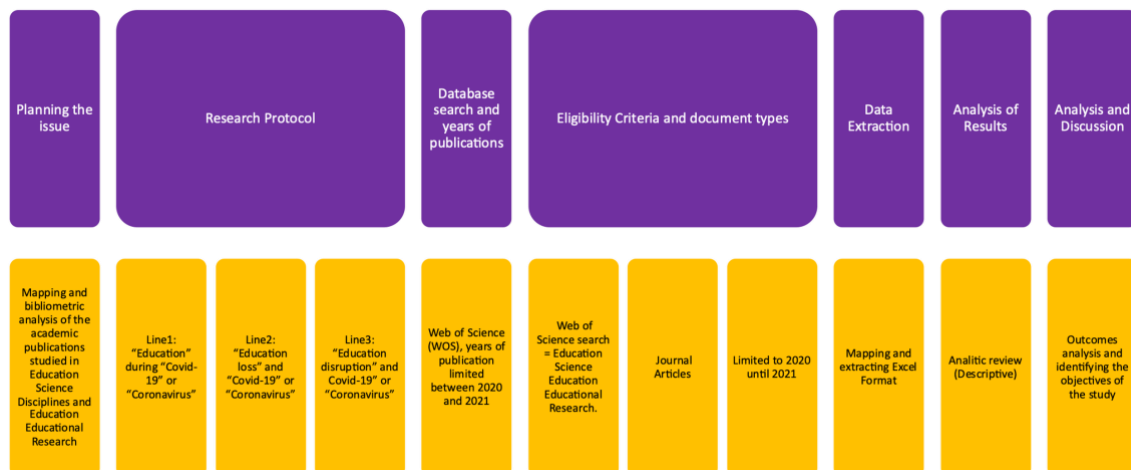 Planning the
issue
Research Protocol
Database
search and
years of
publications
Eligibility Criteria and document types
Data
Extraction
Analysis of
Results
Analysis and
Discussion
Mapping and
bibliometric
analysis of the
academic
publications
studied in
Education
Science
Disciplines and
Education
Educational
Research
Line1:
“Education”
during “Covid-
19” or
“Coronavirus”
Line2:
“Education
loss” and
“Covid-19” or
“Coronavirus”
Line3:
“Education
disruption” and
Covid-19” or
“Coronavirus”
Web of Science
(WOS), years of
publication
limited
between 2020
and 2021
Web of
Science search
= Education
Science
Education
Educational
Research.
Journal
Articles
Limited to 2020
until 2021
Mapping and
extracting Excel
Format
Analitic review
(Descriptive)
Outcomes
analysis and
identifying the
objectives of
the study